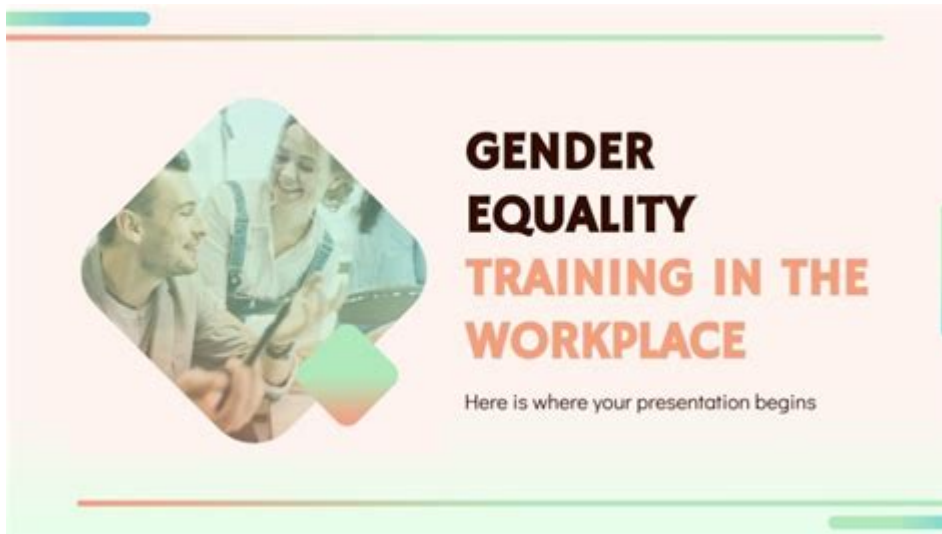 GENDER
EQUALITY
TRAINING IN THE
WORKPLACE
Here is where your presentation begins